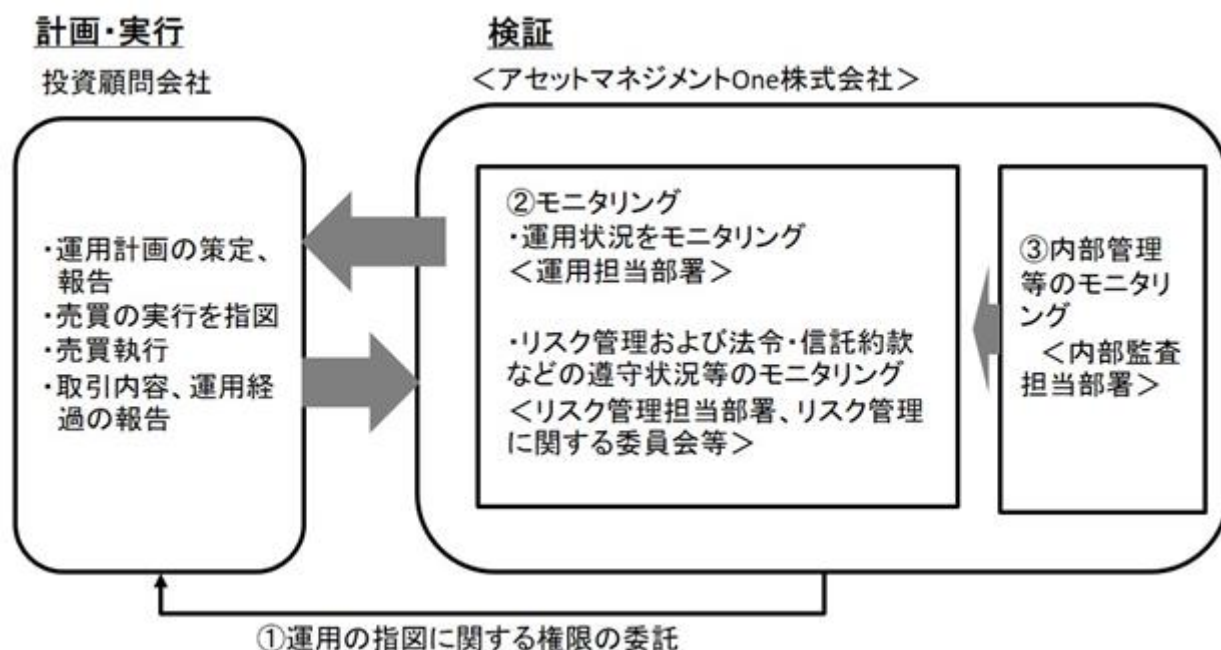 計画・実行
投資顧問会社
・運用計画の策定、
報告
・売買の実行を指図
・売買執行
・取引内容、運用経
過の報告
検証
＜アセットマネジメントOne株式会社＞
②モニタリング
・運用状況をモニタリング
＜運用担当部署＞
・リスク管理および法令・信託約款
などの遵守状況等のモニタリング
＜リスク管理担当部署、リスク管理
に関する委員会等＞
③内部管理
等のモニタリ
ング
＜内部監査
担当部署＞
①運用の指図に関する権限の委託